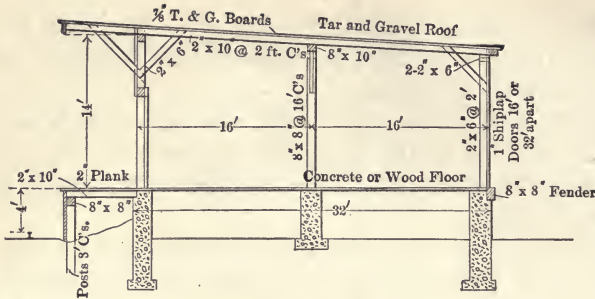 ⅞" T. & G. Boards
Tar and Gravel Roof
2" x 6"
2" x 10" @ 2 ft. C's
8" x 10"
2-2" x 6"
14'
16'
8" x 8" @ 16' C's
16'
2" x 6" @ 2'
1" Shiplap
Doors 16' or
32' apart
2" x 10"
2" Plank
Concrete or Wood Floor
8" x 8" Fender
4'
8" x 8"
32'
Posts 8' C's.